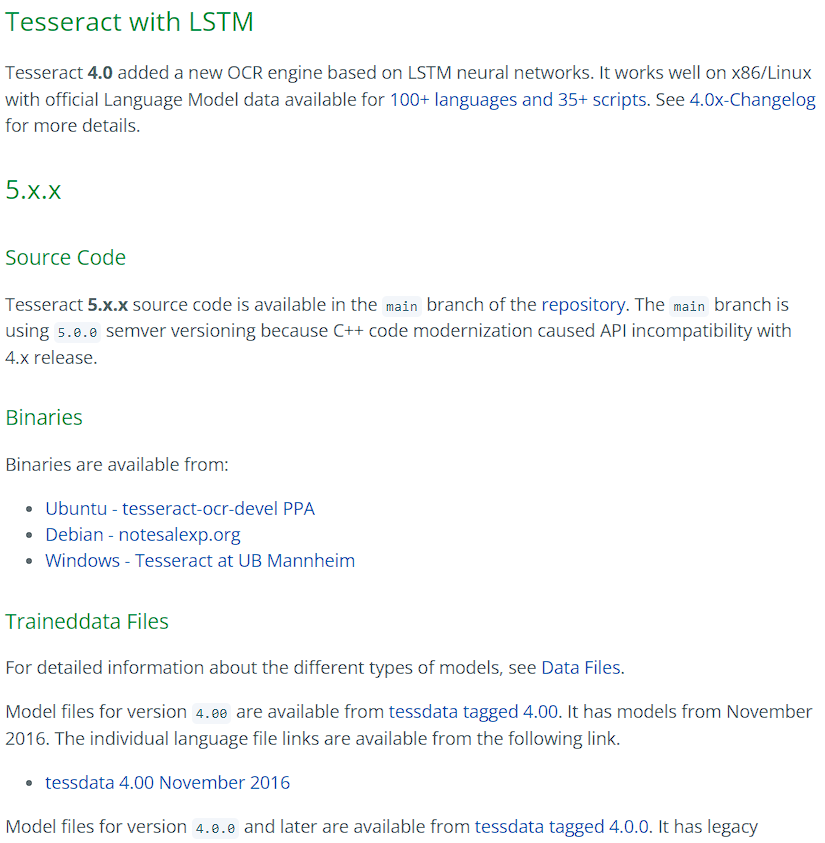 Tesseract with LSTM
Tesseract 4.0 added a new OCR engine based on LSTM neural networks. It works well on x86/Linux
with official Language Model data available for 100+ languages and 35+ scripts. See 4.0x-Changelog
for more details.
5.x.x
Source Code
Tesseract 5.x.x source code is available in the main branch of the repository. The main branch is
using 5.0.0 semver versioning because C++ code modernization caused API incompatibility with
4.x release.
Binaries
Binaries are available from:
• Ubuntu - tesseract-ocr-devel PPA
• Debian - notesalexp.org
• Windows - Tesseract at UB Mannheim
Traineddata Files
For detailed information about the different types of models, see Data Files.
Model files for version 4.00 are available from tessdata tagged 4.00. It has models from November
2016. The individual language file links are available from the following link.
• tessdata 4.00 November 2016
Model files for version 4.0.0 and later are available from tessdata tagged 4.0.0. It has legacy